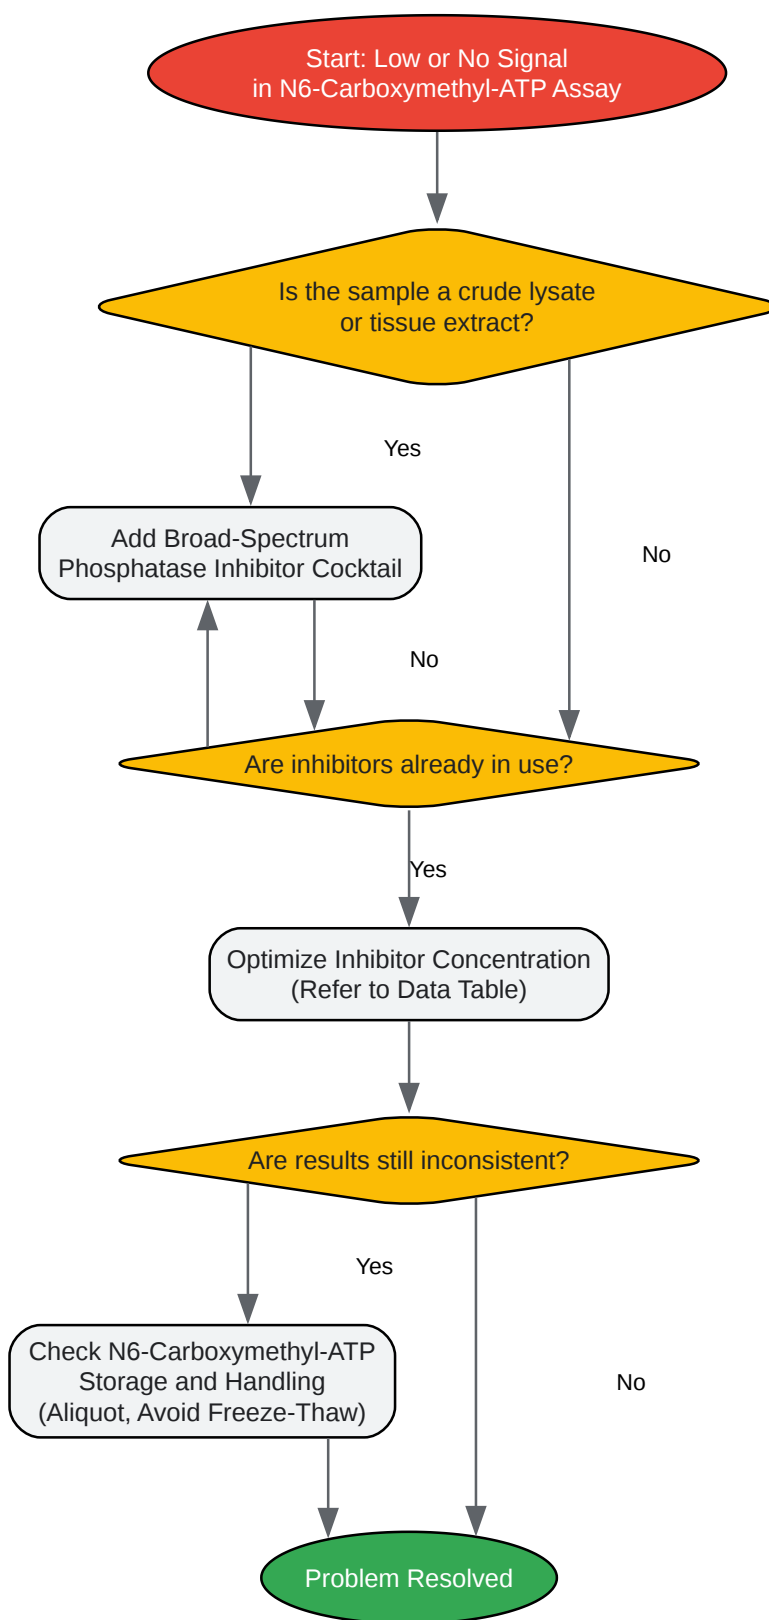 Start: Low or No Signal
in N6-Carboxymethyl-ATP Assay
Is the sample a crude lysate
or tissue extract?
Yes
Add Broad-Spectrum
Phosphatase Inhibitor Cocktail
No
No
Are inhibitors already in use?
Yes
Optimize Inhibitor Concentration
(Refer to Data Table)
Are results still inconsistent?
Yes
Check N6-Carboxymethyl-ATP
Storage and Handling
(Aliquot, Avoid Freeze-Thaw)
No
Problem Resolved